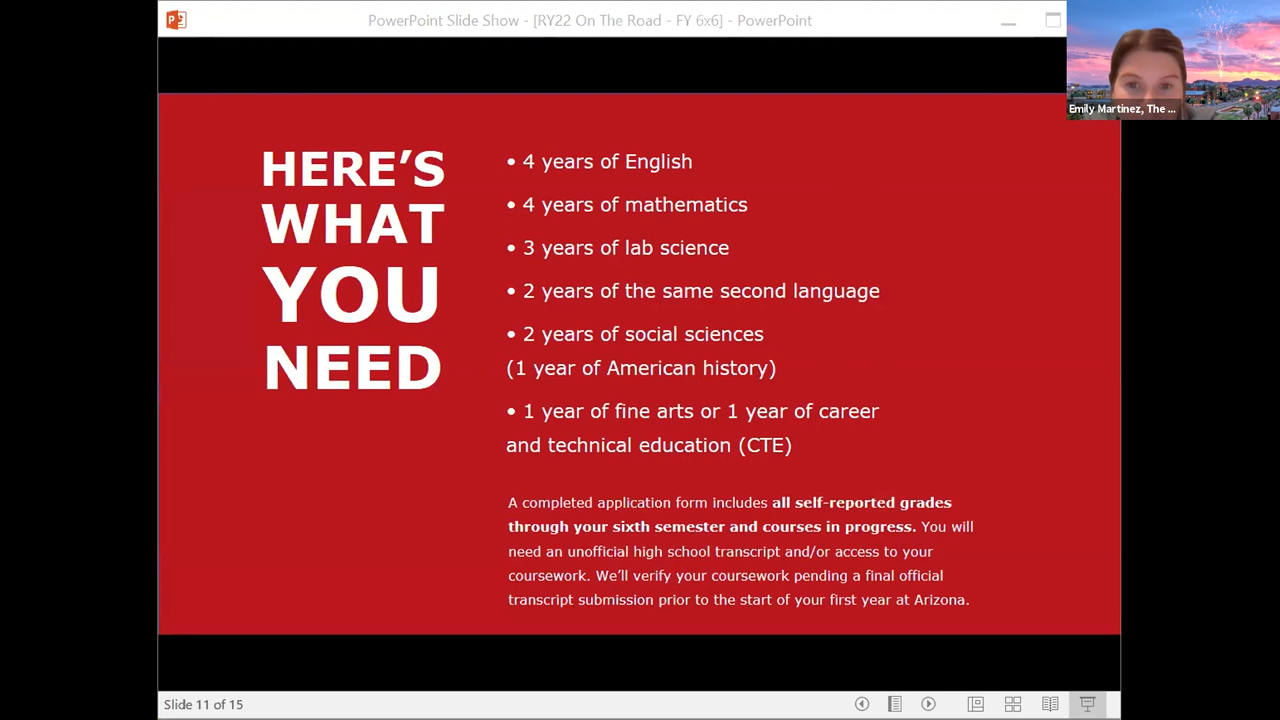 PowerPoint Slide Show - [RY22 On The Road - FY 6x6] - PowerPoint
Emily Martinez, The ...
HERE'S
WHAT
YOU
NEED
• 4 years of English
• 4 years of mathematics
• 3 years of lab science
• 2 years of the same second language
• 2 years of social sciences
(1 year of American history)
• 1 year of fine arts or 1 year of career
and technical education (CTE)
A completed application form includes all self-reported grades
through your sixth semester and courses in progress. You will
need an unofficial high school transcript and/or access to your
coursework. We'll verify your coursework pending a final official
transcript submission prior to the start of your first year at Arizona.
Slide 11 of 15